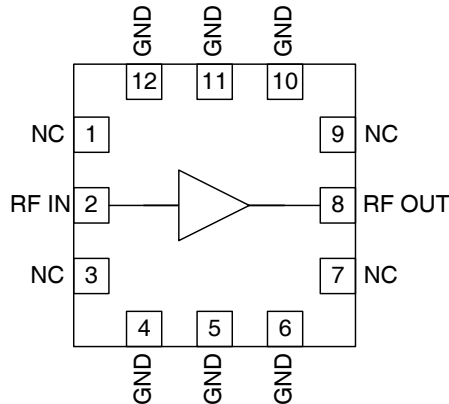 GND GND GND
12 11 10
NC 1 9 NC
RF IN 2 8 RF OUT
NC 3 7 NC
4 5 6
GND GND GND